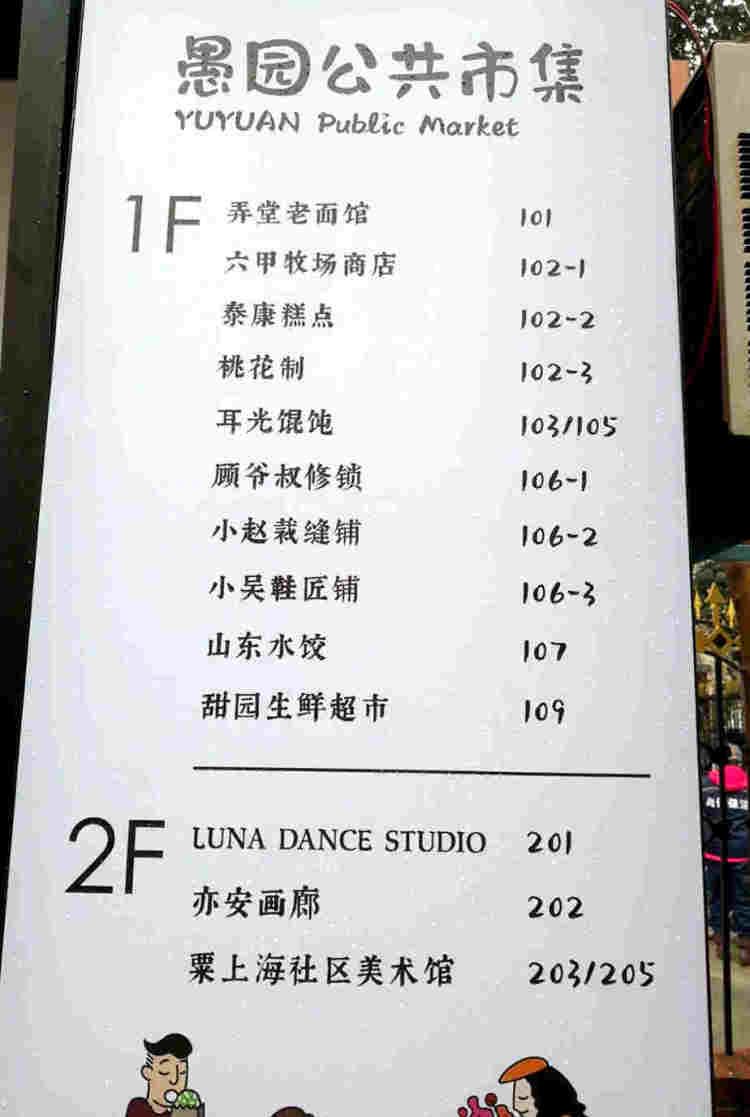 愚园公共市集
YUYUAN Public Market
1F 弄堂老面馆 101
六甲牧场商店 102-1
泰康糕点 102-2
桃花制 102-3
耳光馄饨 103/105
顾爷叔修锁 106-1
小赵裁缝铺 106-2
小吴鞋匠铺 106-3
山东水饺 107
甜园生鲜超市 109
2F LUNA DANCE STUDIO 201
亦安画廊 202
粟上海社区美术馆 203/205